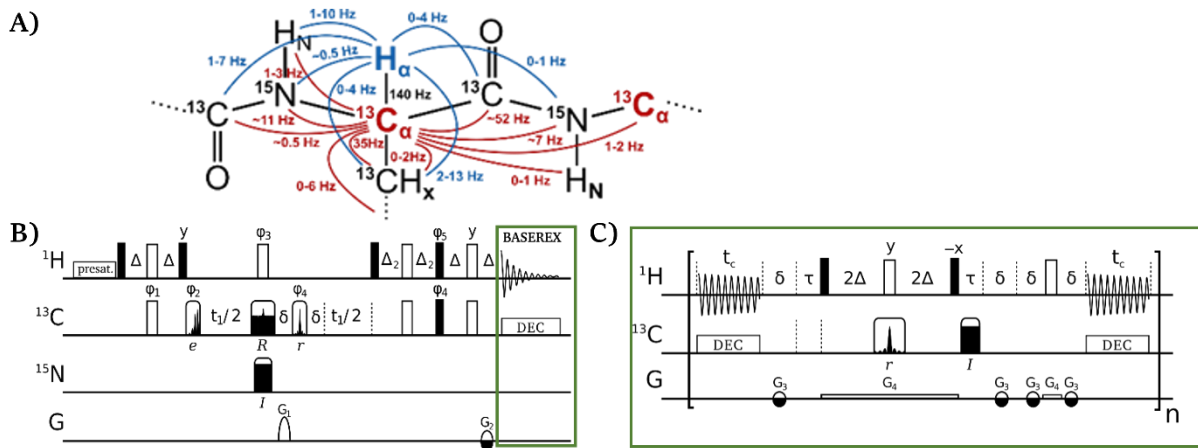 A)
H N
1-10 Hz
0-4 Hz
O
1-7 Hz
~0.5 Hz
Hα
0-1 Hz
1-3 Hz
15N
0-4 Hz
140 Hz
13C
15N
13Cα
13C
~11 Hz
13Cα
~52 Hz
~0.5 Hz
35Hz
0-2Hz
~7 Hz
1-2 Hz
O
13CHx
2-13 Hz
0-1 Hz
HN
0-6 Hz
B)
y φ3 φ5 y BASEREX
1H presat. Δ Δ Δ2 Δ2 Δ Δ
φ1 φ2 φ4 φ4
13C t1/2 δ δ t1/2 DEC
e R r
15N
I
G G1 G2
C)
tc y −x tc
1H δ τ 2Δ 2Δ τ δ δ δ
13C DEC DEC
r I
G G3 G4 G3 G3 G4 G3
n